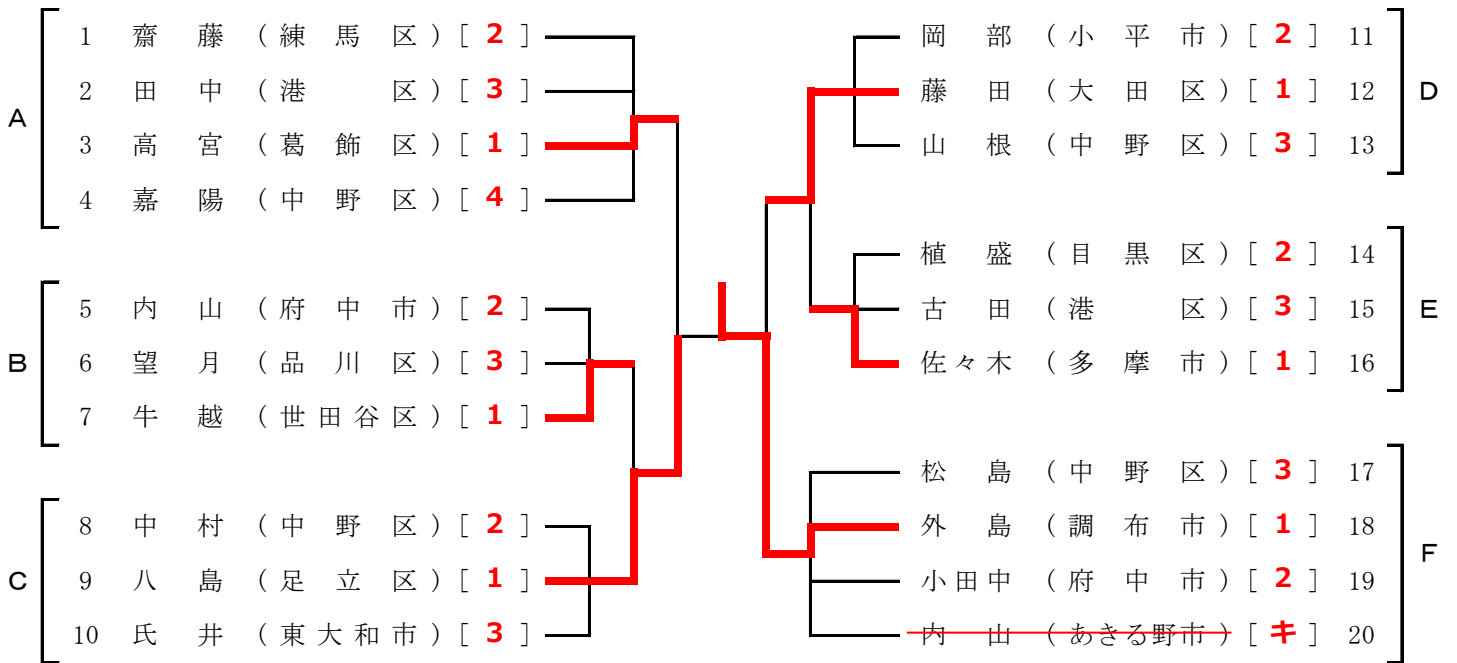 A
1 齋藤（練馬区）[ 2 ]
2 田中（港区）[ 3 ]
3 高宮（葛飾区）[ 1 ]
4 嘉陽（中野区）[ 4 ]
B
5 内山（府中市）[ 2 ]
6 望月（品川区）[ 3 ]
7 牛越（世田谷区）[ 1 ]
C
8 中村（中野区）[ 2 ]
9 八島（足立区）[ 1 ]
10 氏井（東大和市）[ 3 ]
D
岡部（小平市）[ 2 ] 11
藤田（大田区）[ 1 ] 12
山根（中野区）[ 3 ] 13
E
植盛（目黒区）[ 2 ] 14
古田（港区）[ 3 ] 15
佐々木（多摩市）[ 1 ] 16
F
松島（中野区）[ 3 ] 17
外島（調布市）[ 1 ] 18
小田中（府中市）[ 2 ] 19
内山（あきる野市）[ キ ] 20